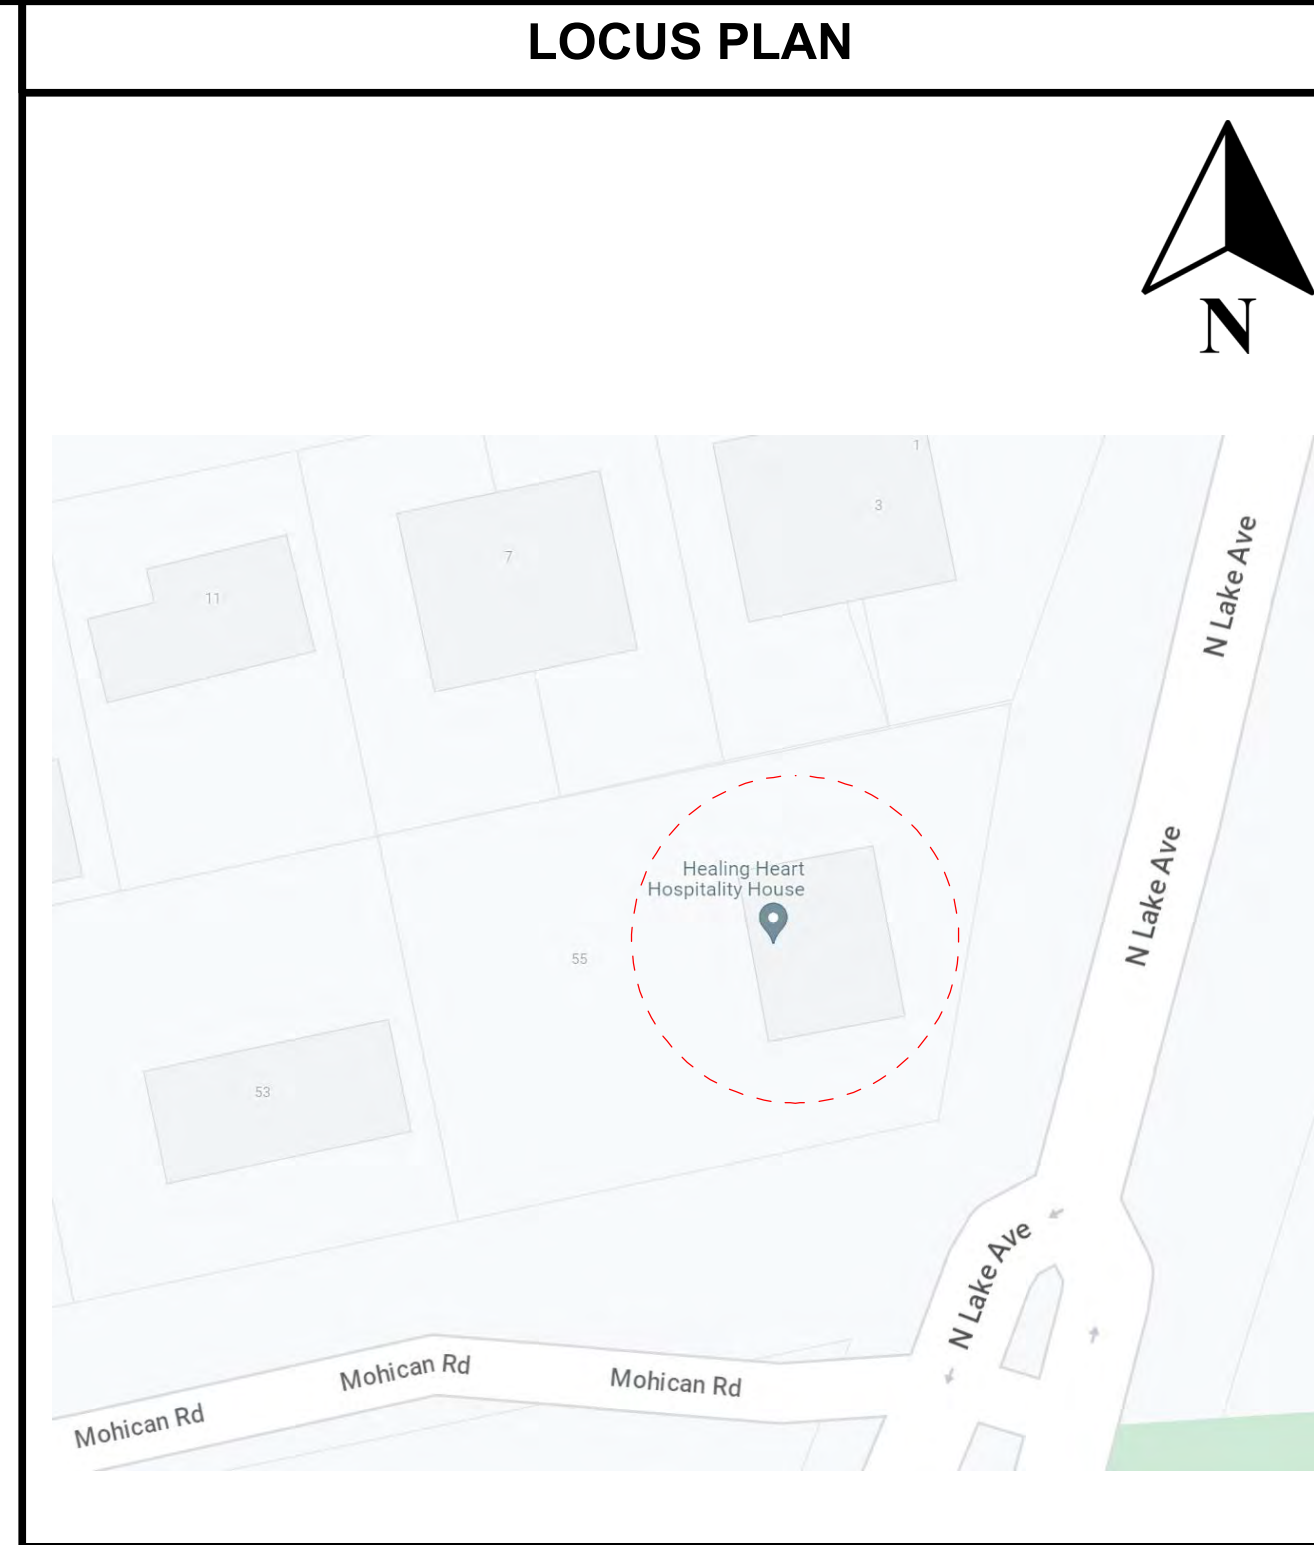 LOCUS PLAN
N
1
3
7
11
N Lake Ave
N Lake Ave
Healing Heart
Hospitality House
55
53
N Lake Ave
Mohican Rd
Mohican Rd
Mohican Rd